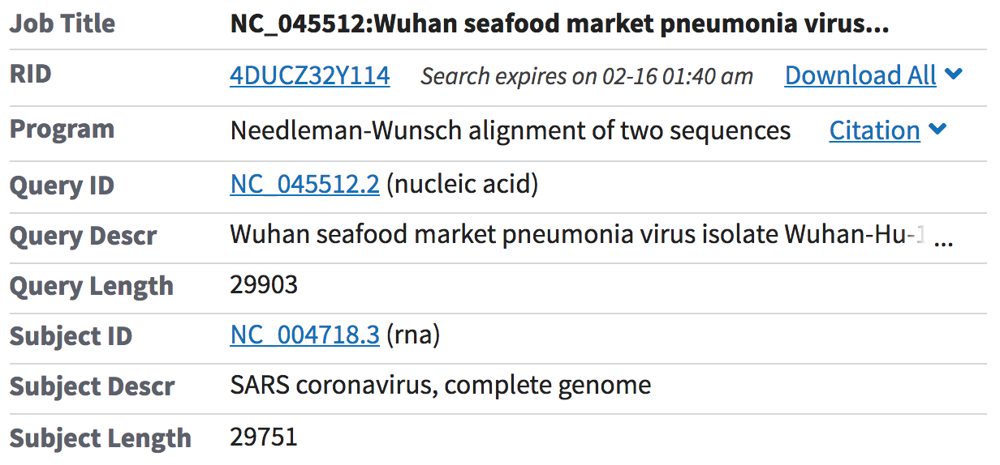 Job Title NC_045512:Wuhan seafood market pneumonia virus...
RID 4DUCZ32Y114 Search expires on 02-16 01:40 am Download All
Program Needleman-Wunsch alignment of two sequences Citation
Query ID NC_045512.2 (nucleic acid)
Query Descr Wuhan seafood market pneumonia virus isolate Wuhan-Hu-1 ...
Query Length 29903
Subject ID NC_004718.3 (rna)
Subject Descr SARS coronavirus, complete genome
Subject Length 29751